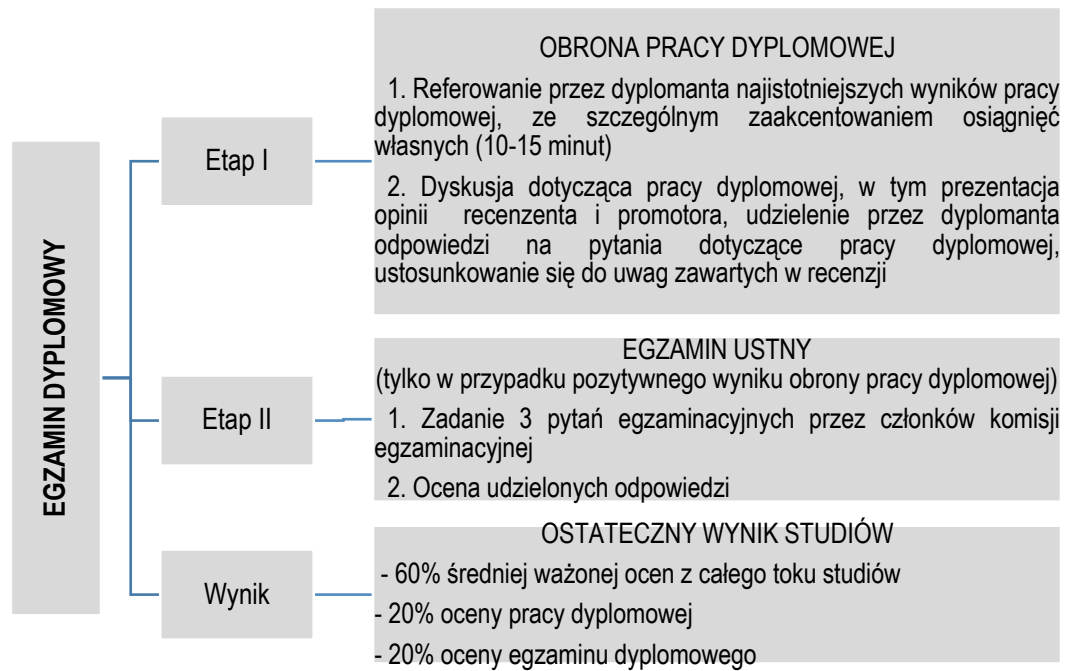 EGZAMIN DYPLOMOWY
Etap I
OBRONA PRACY DYPLOMOWEJ
1. Referowanie przez dyplomanta najistotniejszych wyników pracy
dyplomowej, ze szczególnym zaakcentowaniem osiągnięć
własnych (10-15 minut)
2. Dyskusja dotycząca pracy dyplomowej, w tym prezentacja
opinii recenzenta i promotora, udzielenie przez dyplomanta
odpowiedzi na pytania dotyczące pracy dyplomowej,
ustosunkowanie się do uwag zawartych w recenzji
Etap II
EGZAMIN USTNY
(tylko w przypadku pozytywnego wyniku obrony pracy dyplomowej)
1. Zadanie 3 pytań egzaminacyjnych przez członków komisji
egzaminacyjnej
2. Ocena udzielonych odpowiedzi
Wynik
OSTATECZNY WYNIK STUDIÓW
- 60% średniej ważonej ocen z całego toku studiów
- 20% oceny pracy dyplomowej
- 20% oceny egzaminu dyplomowego